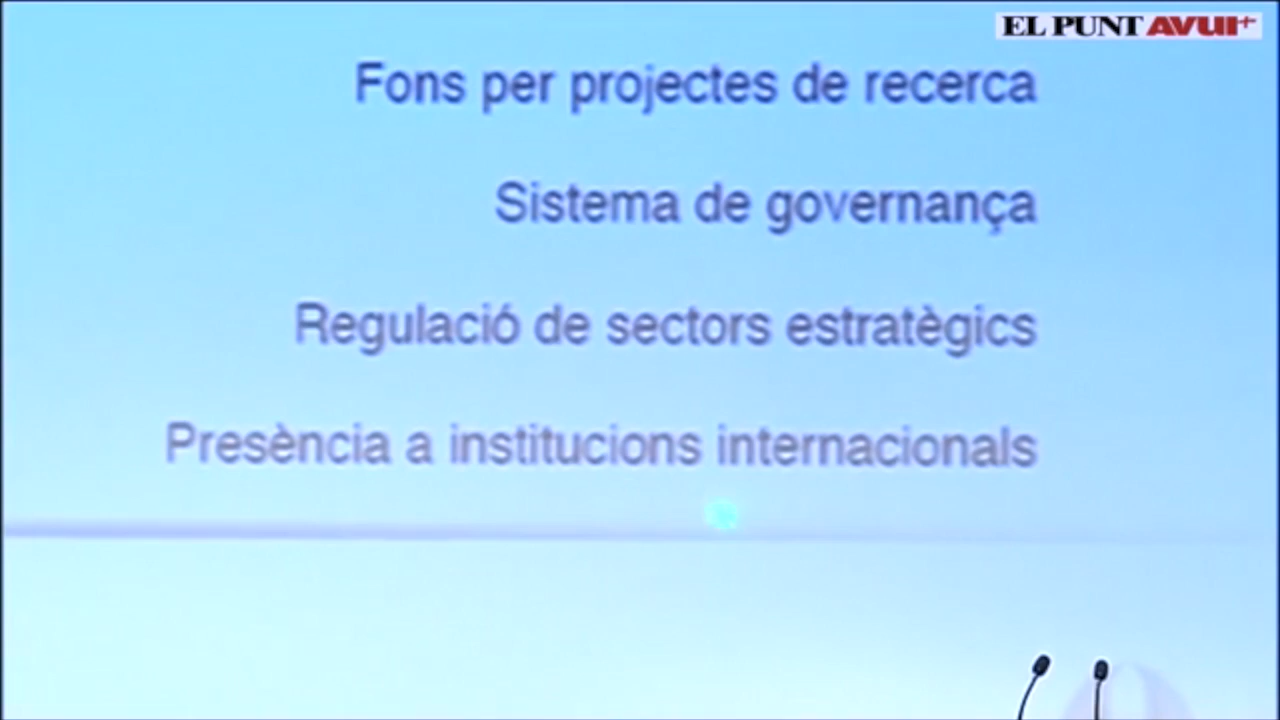 EL PUNT AVUI+
Fons per projectes de recerca
Sistema de governança
Regulació de sectors estratègics
Presència a institucions internacionals